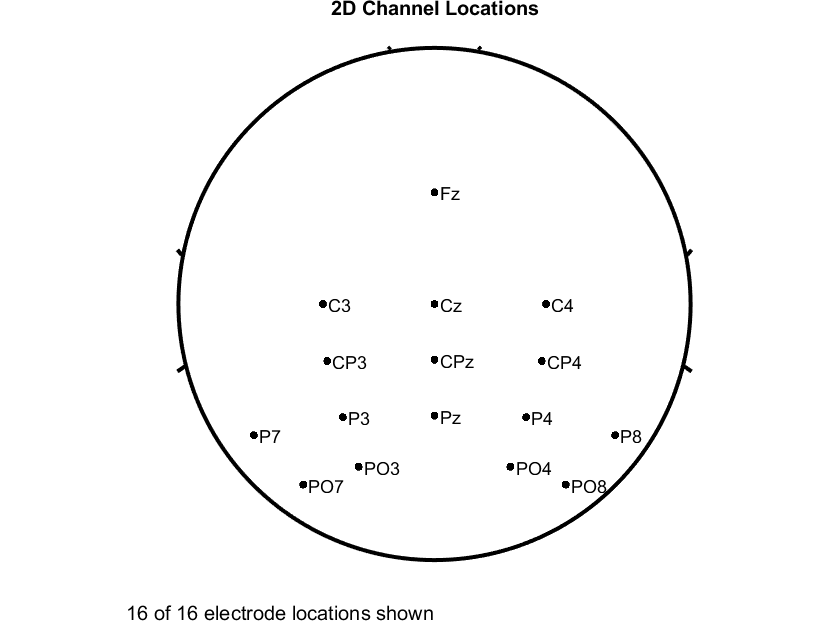 2D Channel Locations
Fz
C3
Cz
C4
CP3
CPz
CP4
P3
Pz
P4
P7
P8
PO3
PO4
PO7
PO8
16 of 16 electrode locations shown